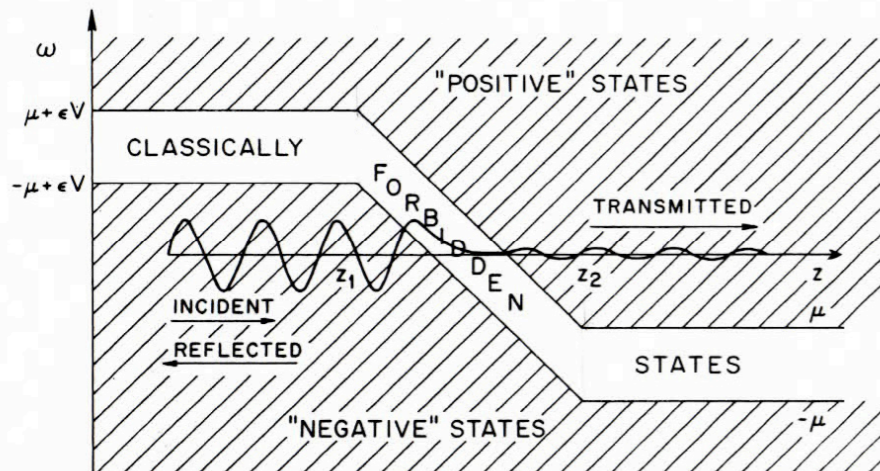 ω
"POSITIVE" STATES
μ + ϵV
CLASSICALLY
-μ + ϵV
FORBIDDEN
TRANSMITTED
z₁
z₂
z
INCIDENT
μ
REFLECTED
STATES
"NEGATIVE" STATES
-μ